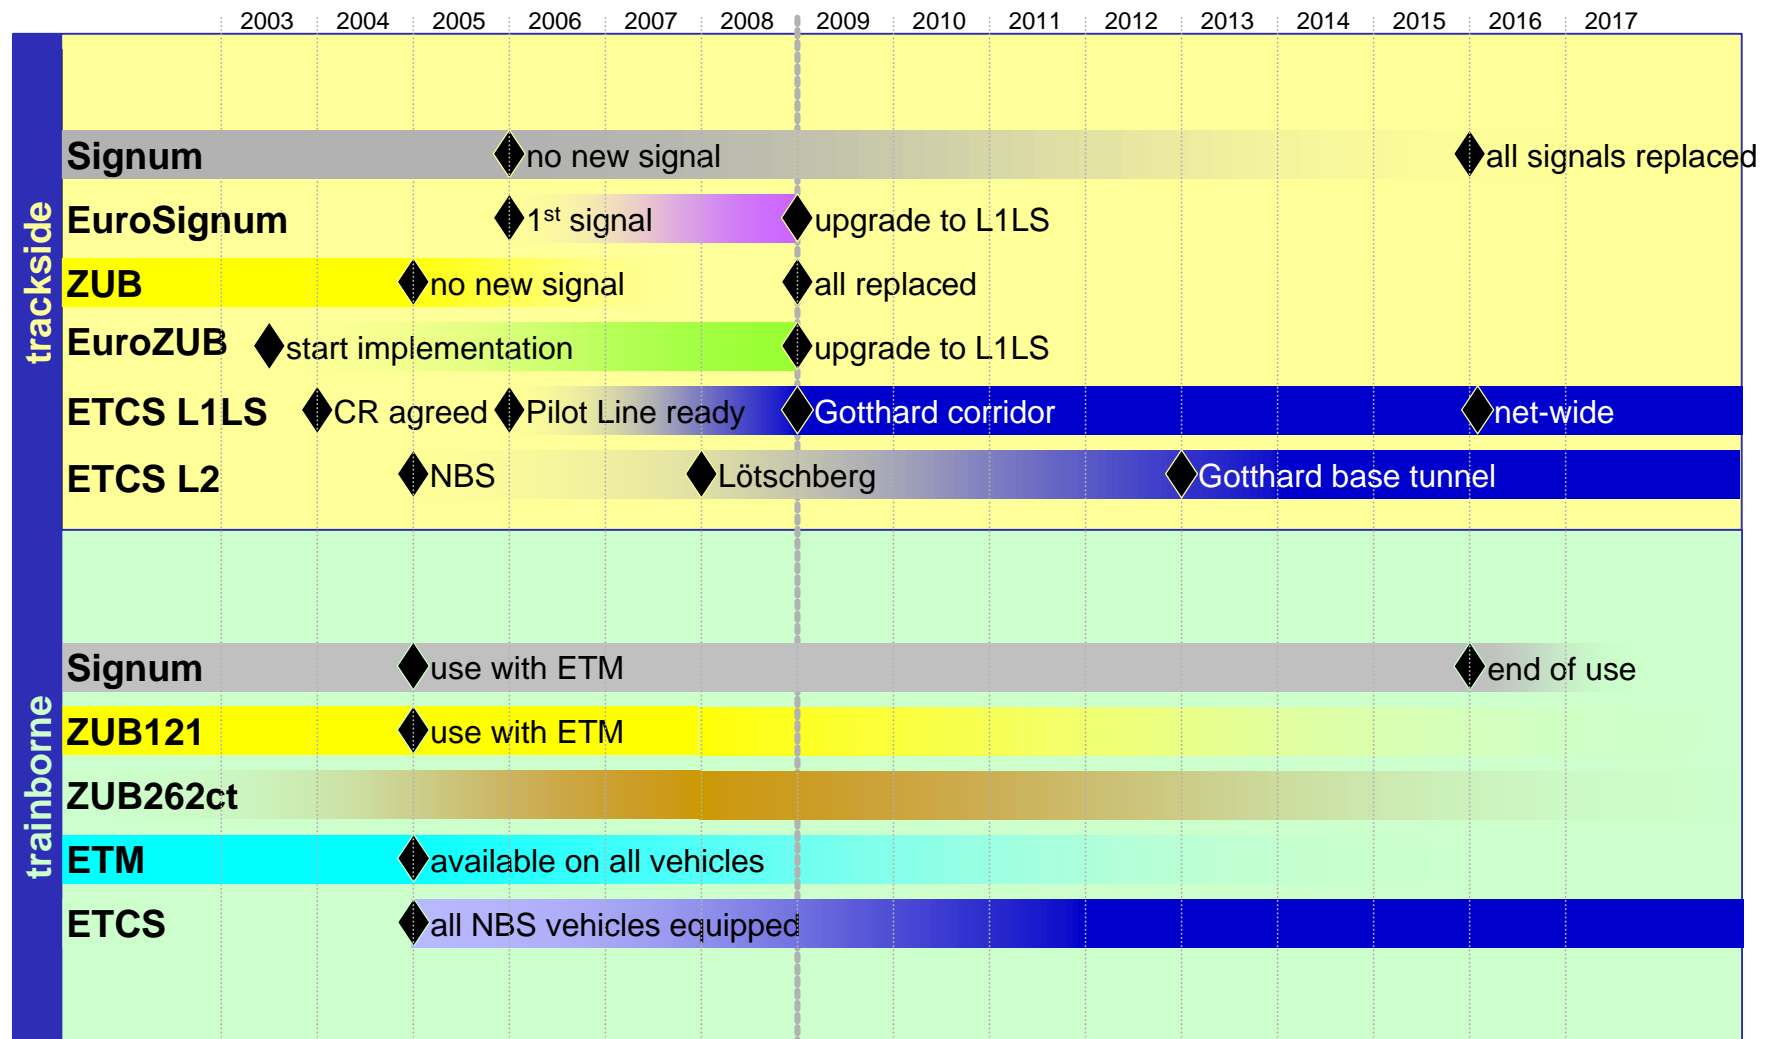 2003 2004 2005 2006 2007 2008 2009 2010 2011 2012 2013 2014 2015 2016 2017
trackside
Signum no new signal all signals replaced
EuroSignum 1st signal upgrade to L1LS
ZUB no new signal all replaced
EuroZUB start implementation upgrade to L1LS
ETCS L1LS CR agreed Pilot Line ready Gotthard corridor net-wide
ETCS L2 NBS Lötschberg Gotthard base tunnel
trainborne
Signum use with ETM end of use
ZUB121 use with ETM
ZUB262ct
ETM available on all vehicles
ETCS all NBS vehicles equipped